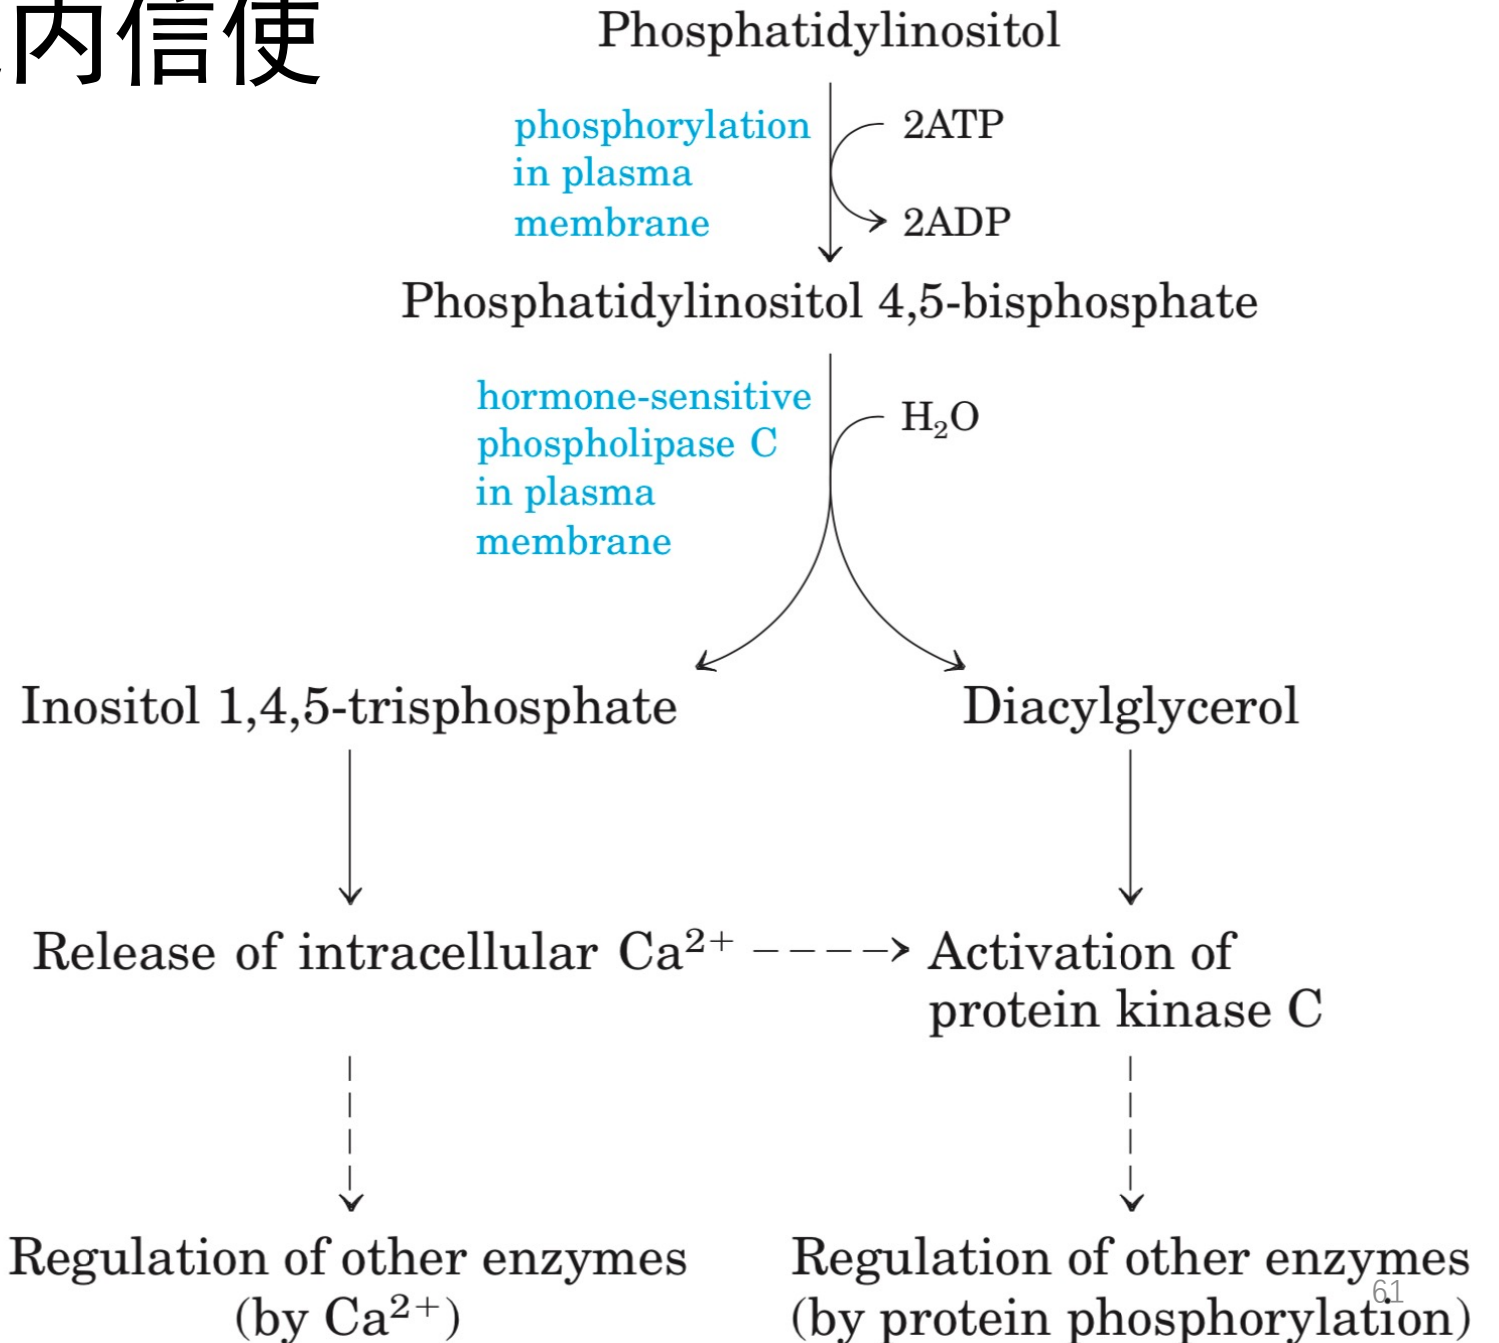 内信使
Phosphatidylinositol
phosphorylation
in plasma
membrane
2ATP
2ADP
Phosphatidylinositol 4,5-bisphosphate
hormone-sensitive
phospholipase C
in plasma
membrane
H₂O
Inositol 1,4,5-trisphosphate
Diacylglycerol
Release of intracellular Ca²⁺
Activation of
protein kinase C
Regulation of other enzymes
(by Ca²⁺)
Regulation of other enzymes
(by protein phosphorylation)
61